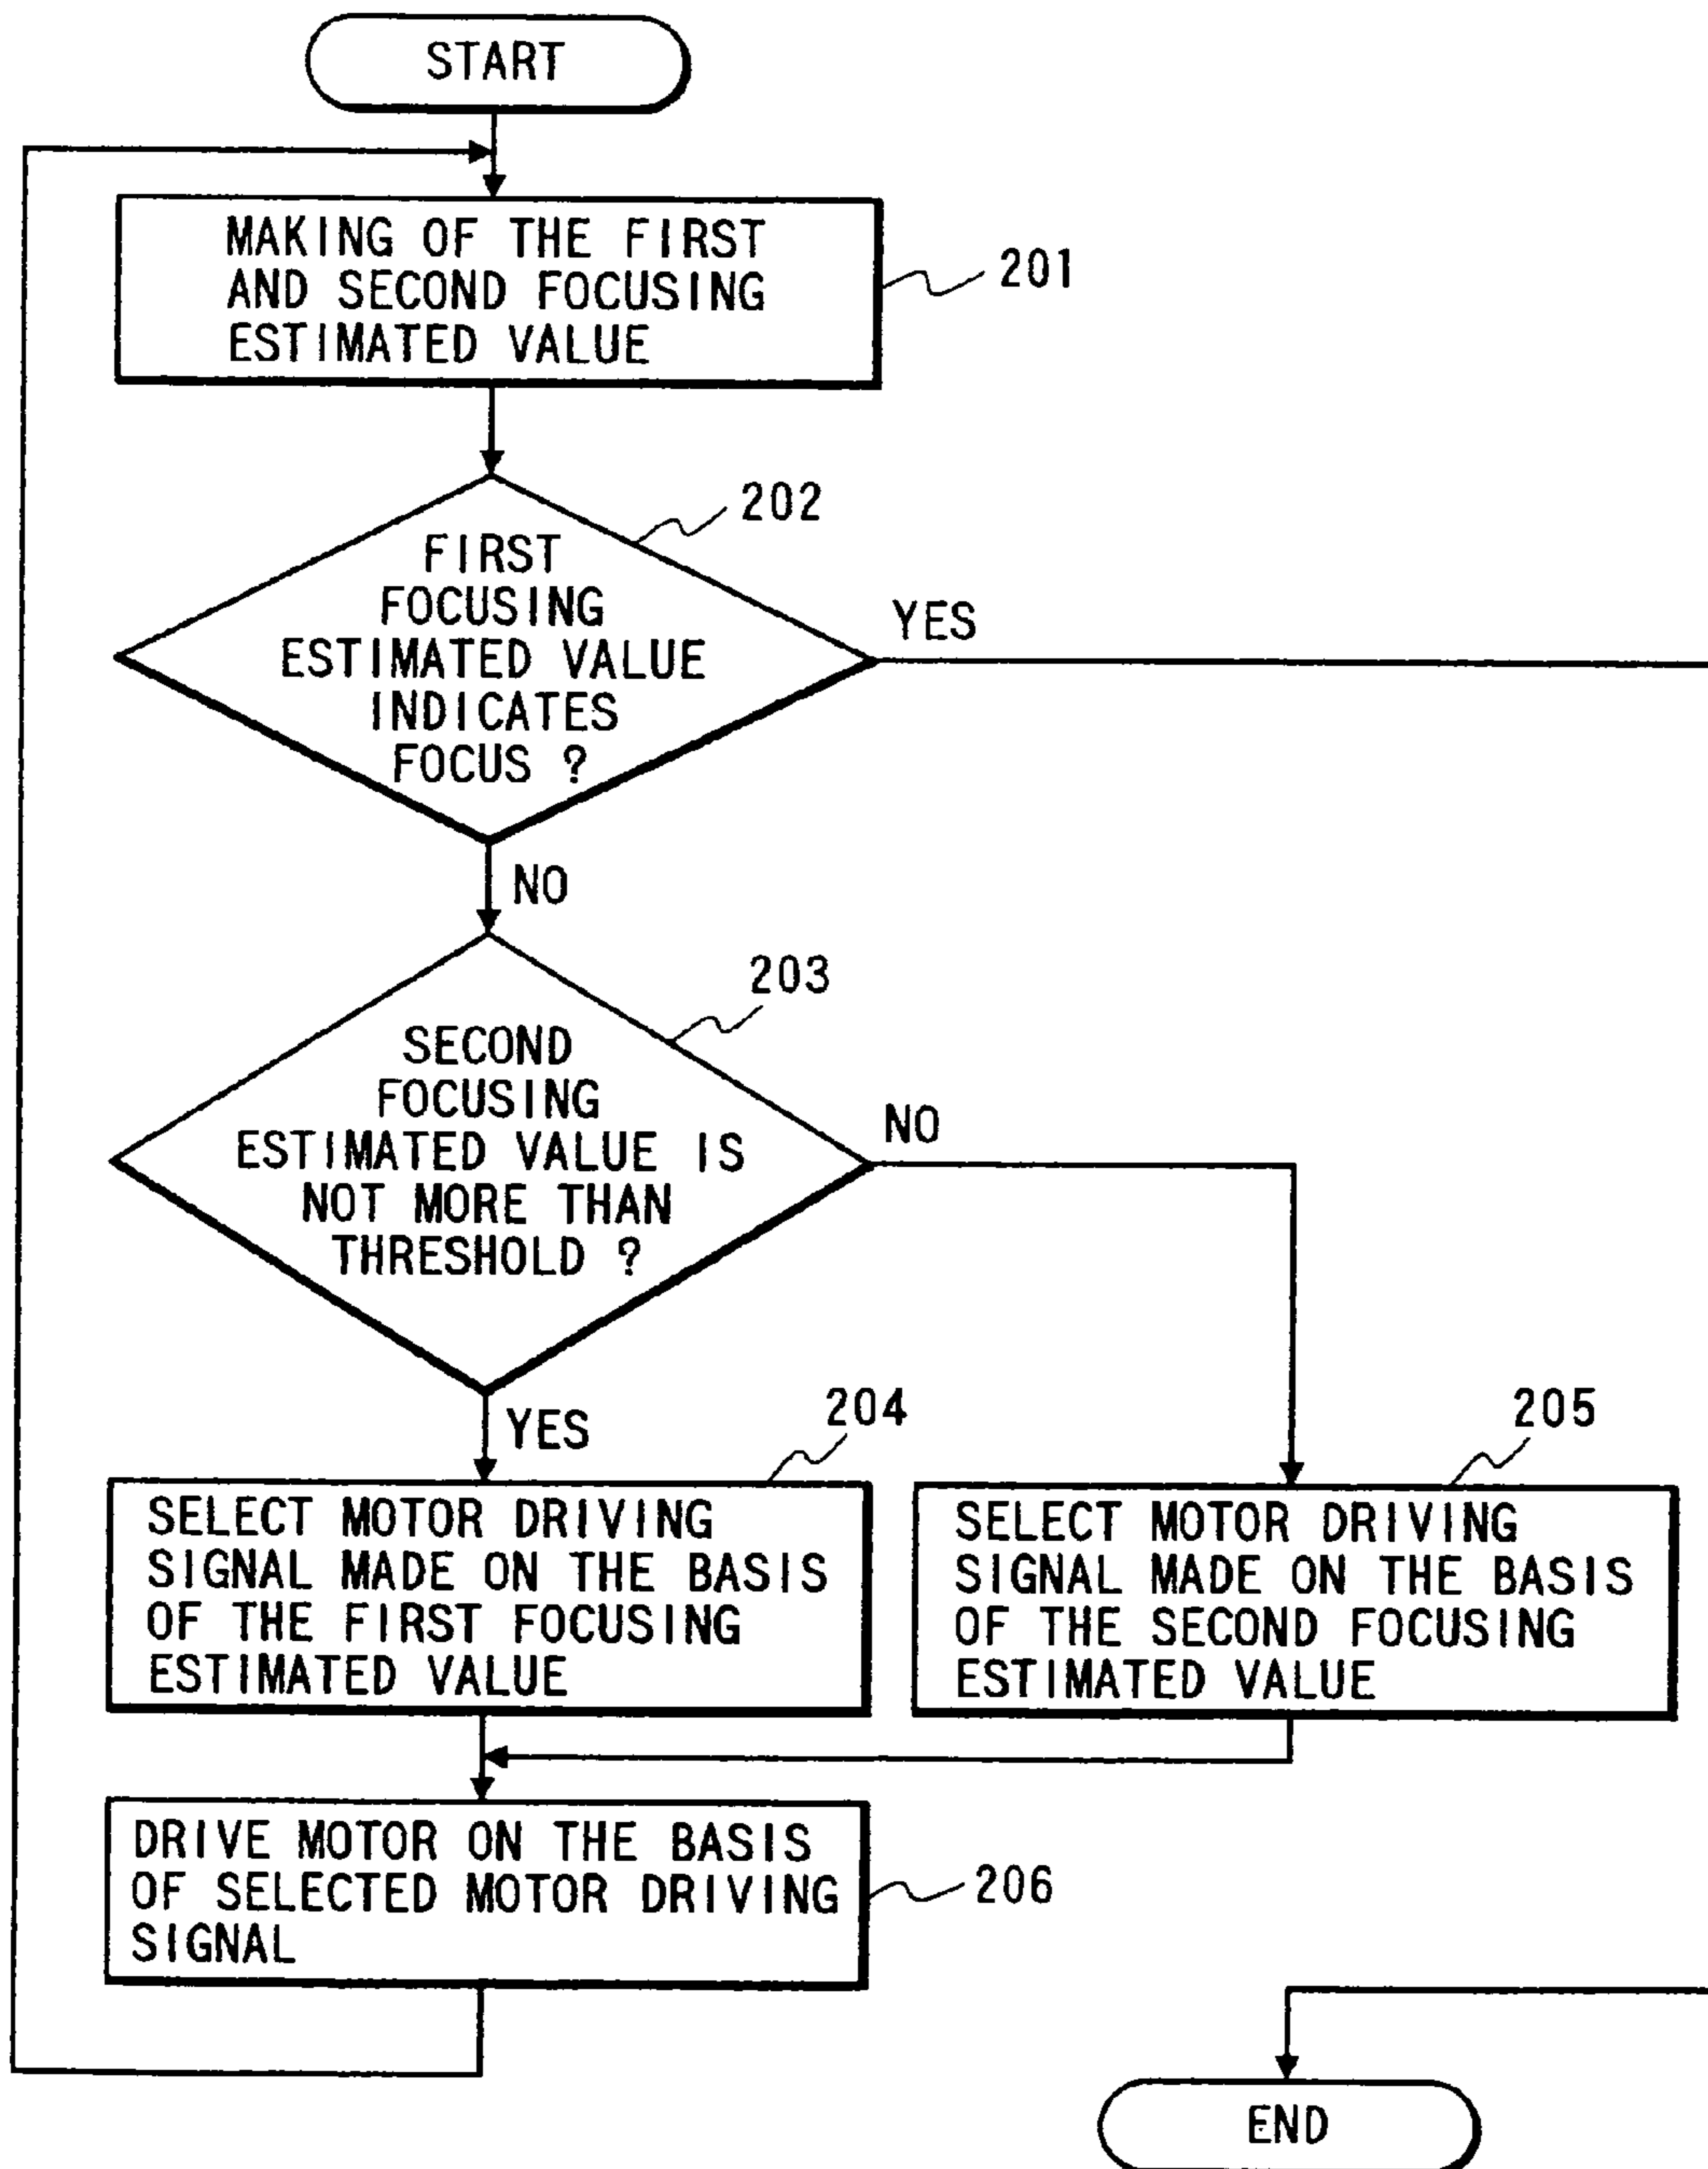 START
MAKING OF THE FIRST
AND SECOND FOCUSING
ESTIMATED VALUE
201
202
FIRST
FOCUSING
ESTIMATED VALUE
INDICATES
FOCUS ?
YES
NO
203
SECOND
FOCUSING
ESTIMATED VALUE IS
NOT MORE THAN
THRESHOLD ?
NO
YES
204
SELECT MOTOR DRIVING
SIGNAL MADE ON THE BASIS
OF THE FIRST FOCUSING
ESTIMATED VALUE
205
SELECT MOTOR DRIVING
SIGNAL MADE ON THE BASIS
OF THE SECOND FOCUSING
ESTIMATED VALUE
DRIVE MOTOR ON THE BASIS
OF SELECTED MOTOR DRIVING
SIGNAL
206
END